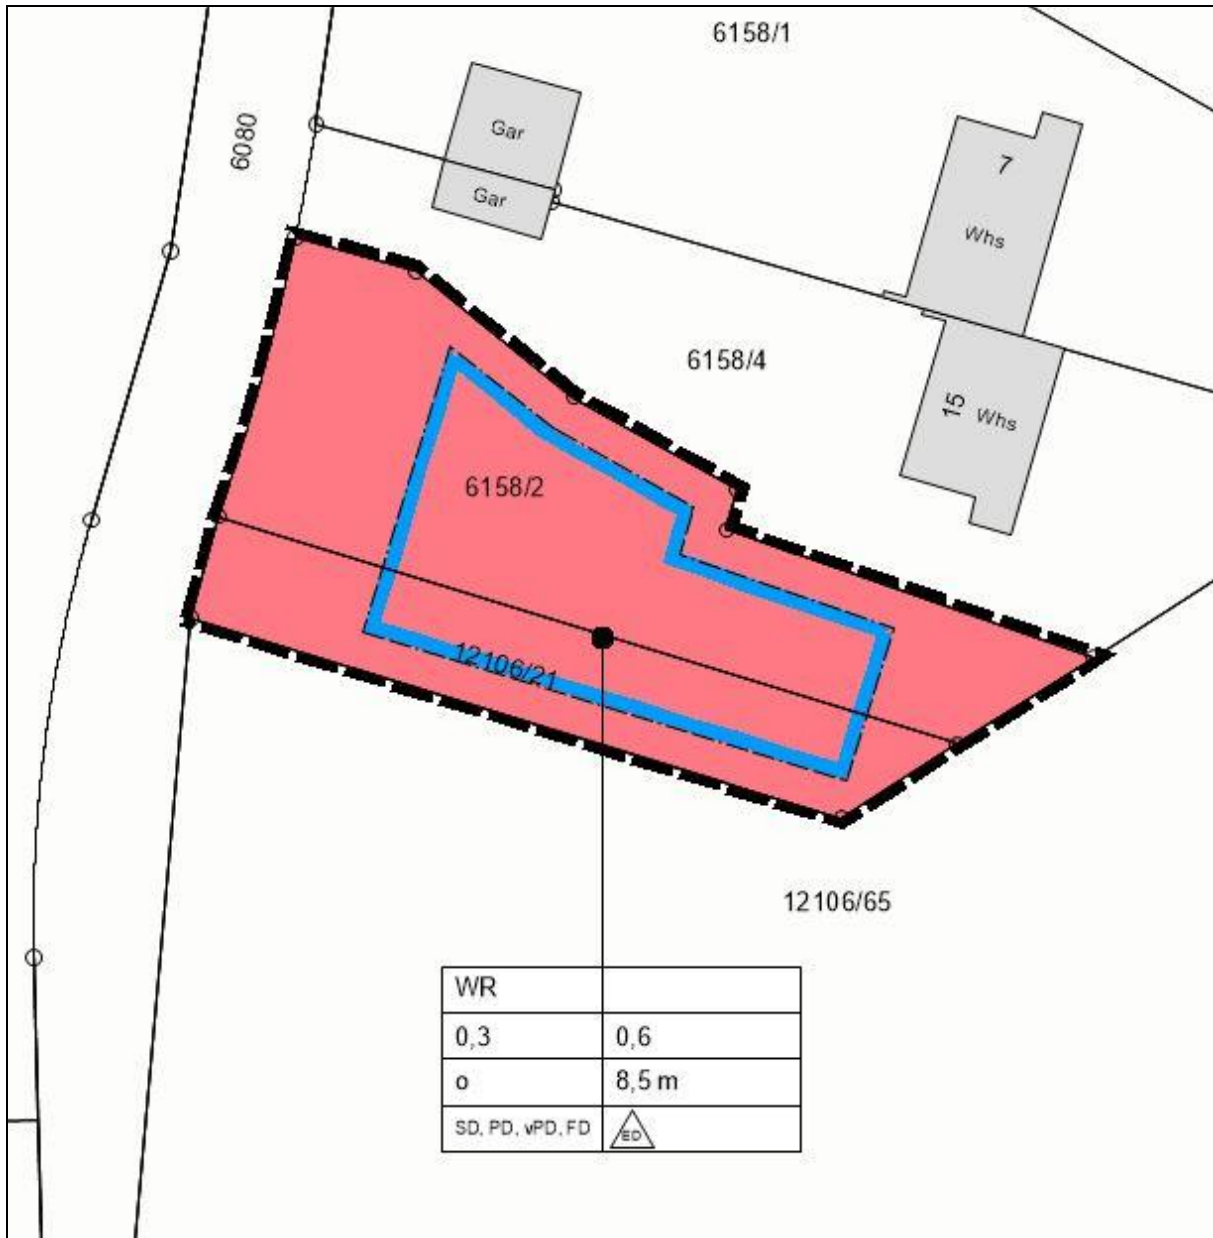 6158/1
6080
Gar
Gar
7
Whs
6158/4
15
Whs
6158/2
12106/21
12106/65
WR
0,3 0,6
o 8,5 m
SD, PD, vPD, FD ED